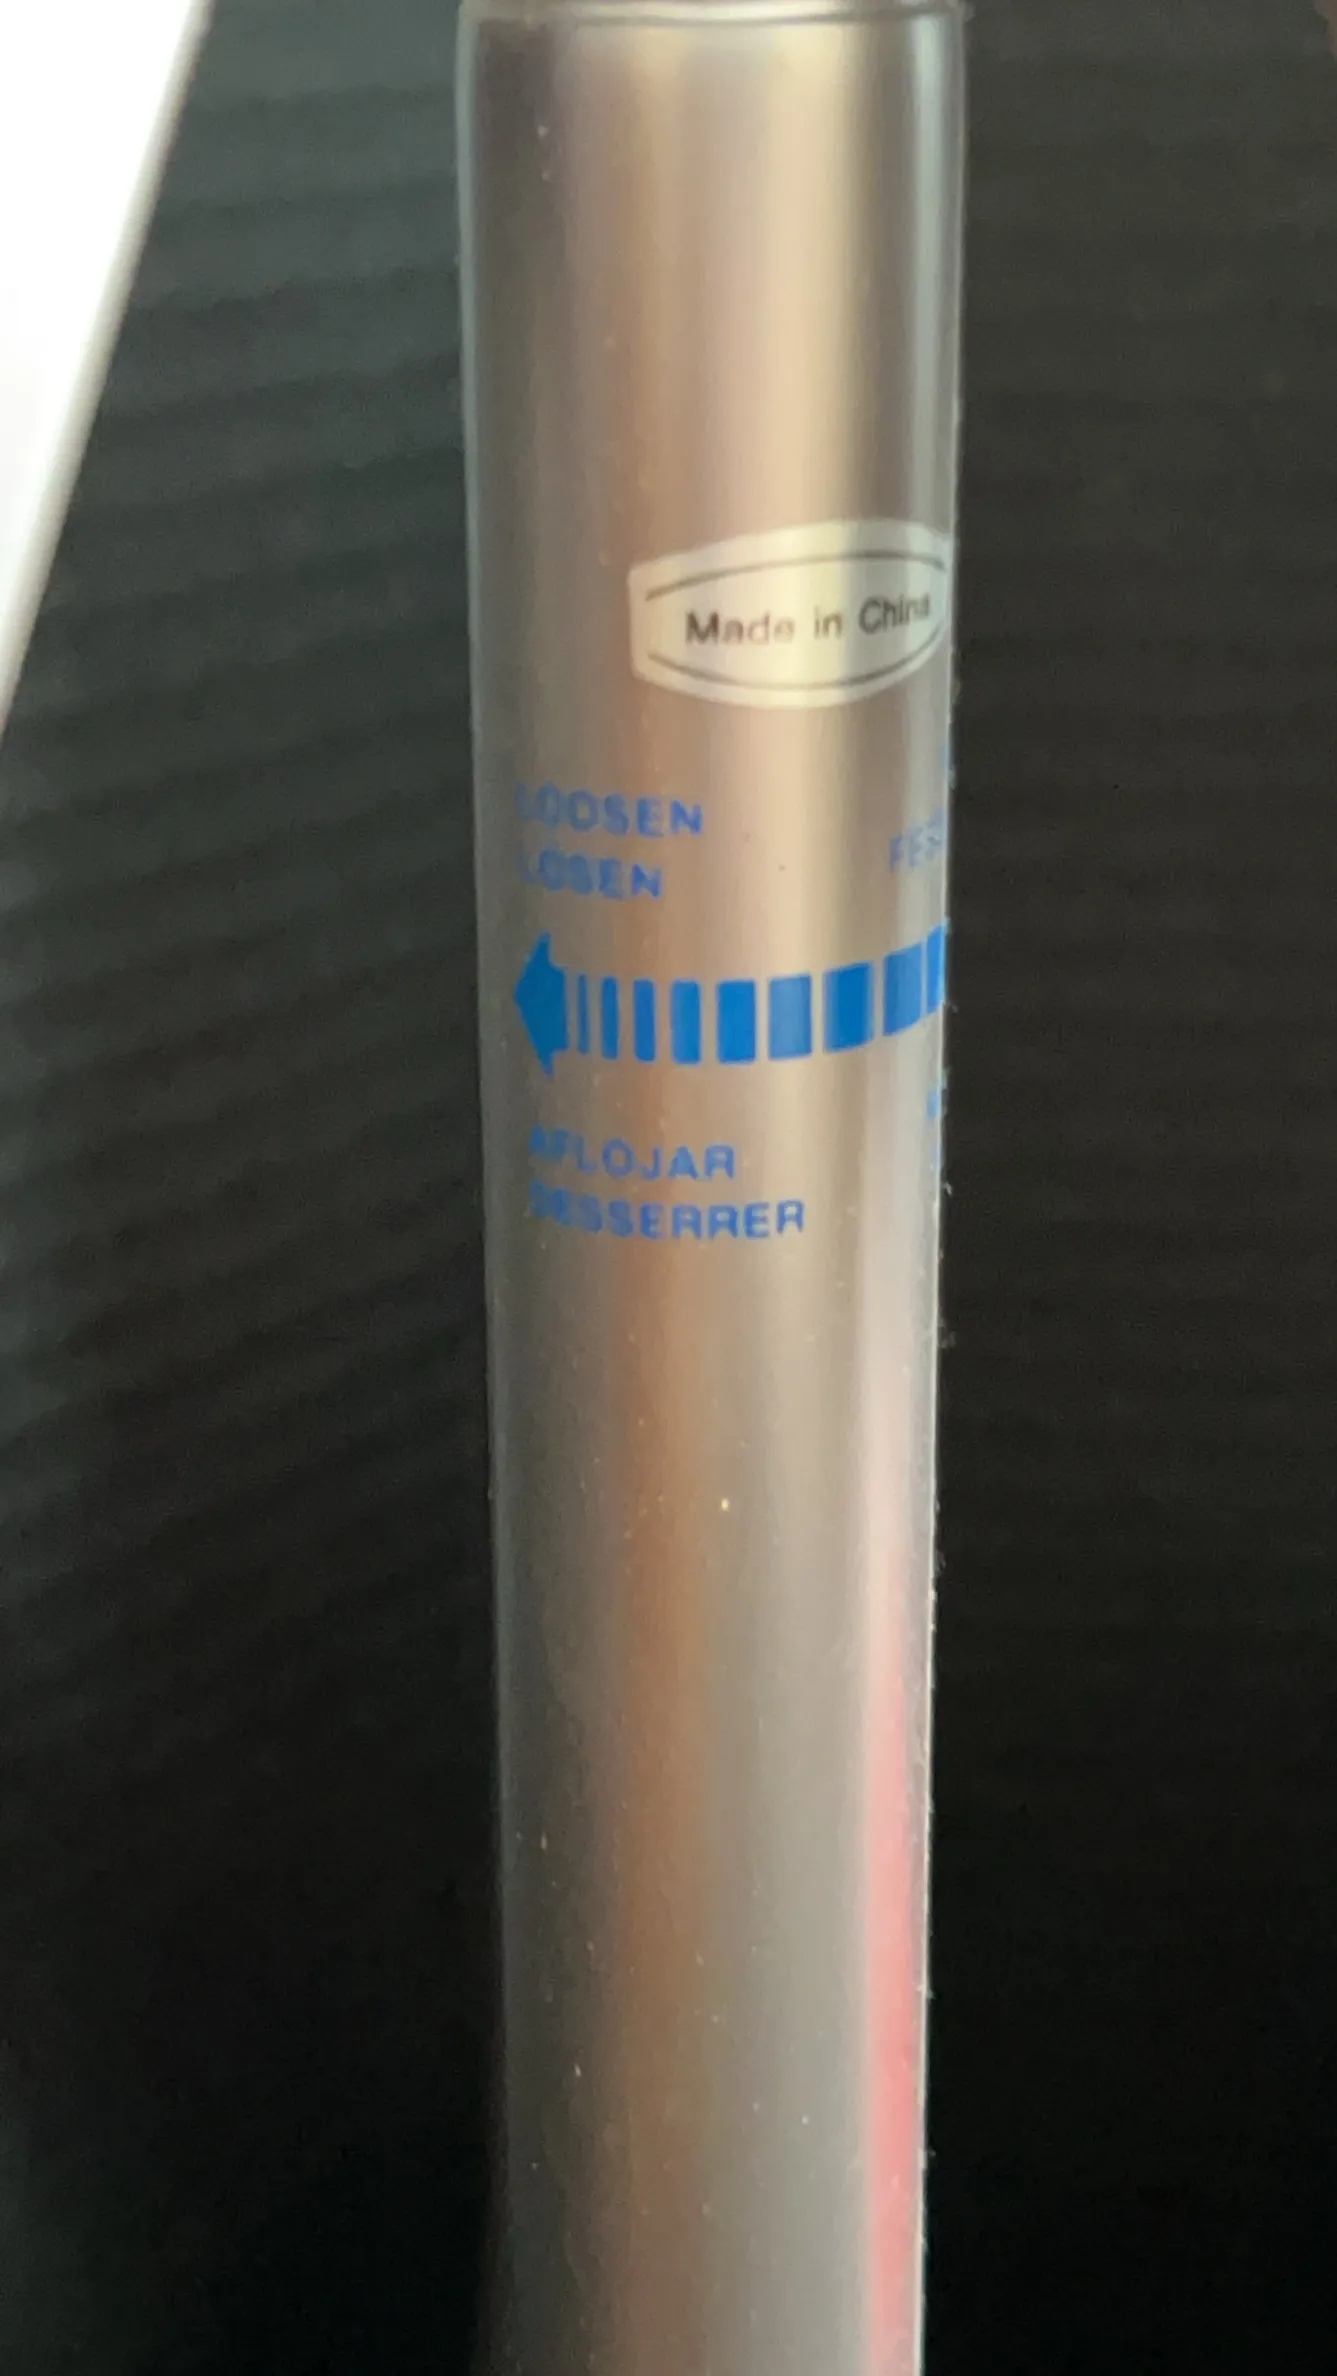 Made in China
LOOSEN
LOSEN
AFLOJAR
DESSERRER